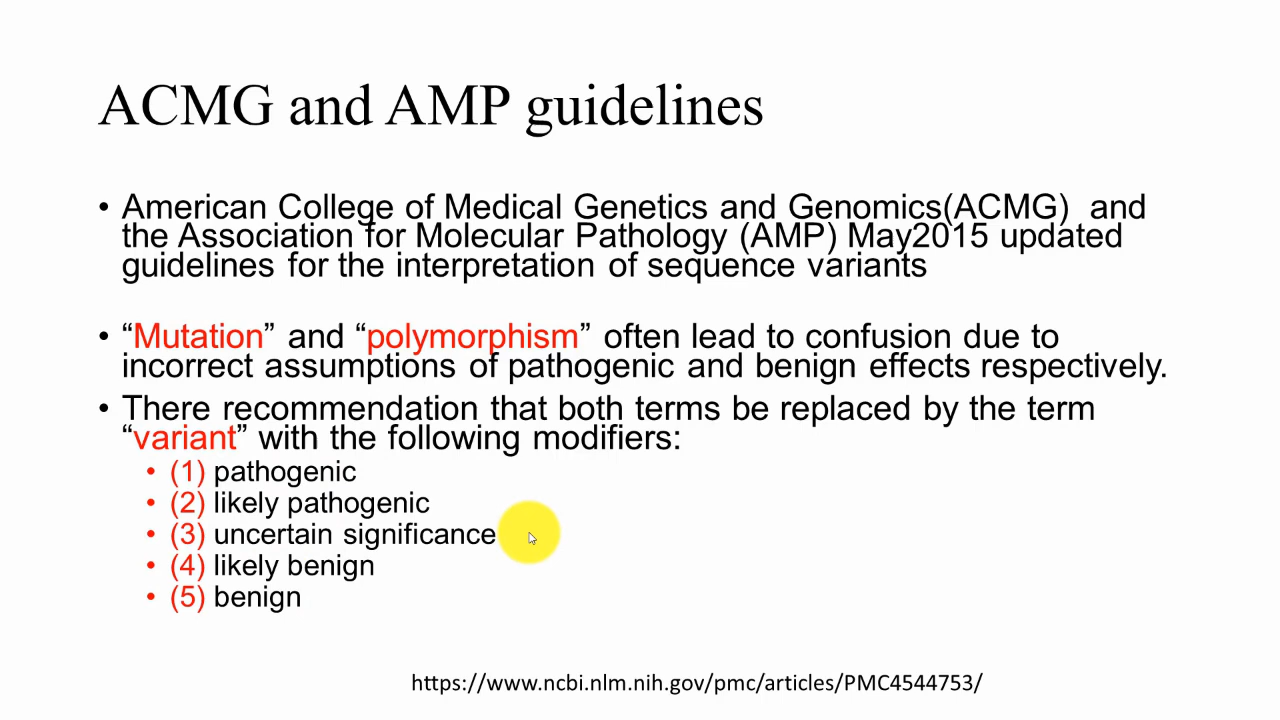 ACMG and AMP guidelines
• American College of Medical Genetics and Genomics(ACMG) and
the Association for Molecular Pathology (AMP) May2015 updated
guidelines for the interpretation of sequence variants
• “Mutation” and “polymorphism” often lead to confusion due to
incorrect assumptions of pathogenic and benign effects respectively.
• There recommendation that both terms be replaced by the term
“variant” with the following modifiers:
• (1) pathogenic
• (2) likely pathogenic
• (3) uncertain significance
• (4) likely benign
• (5) benign
https://www.ncbi.nlm.nih.gov/pmc/articles/PMC4544753/